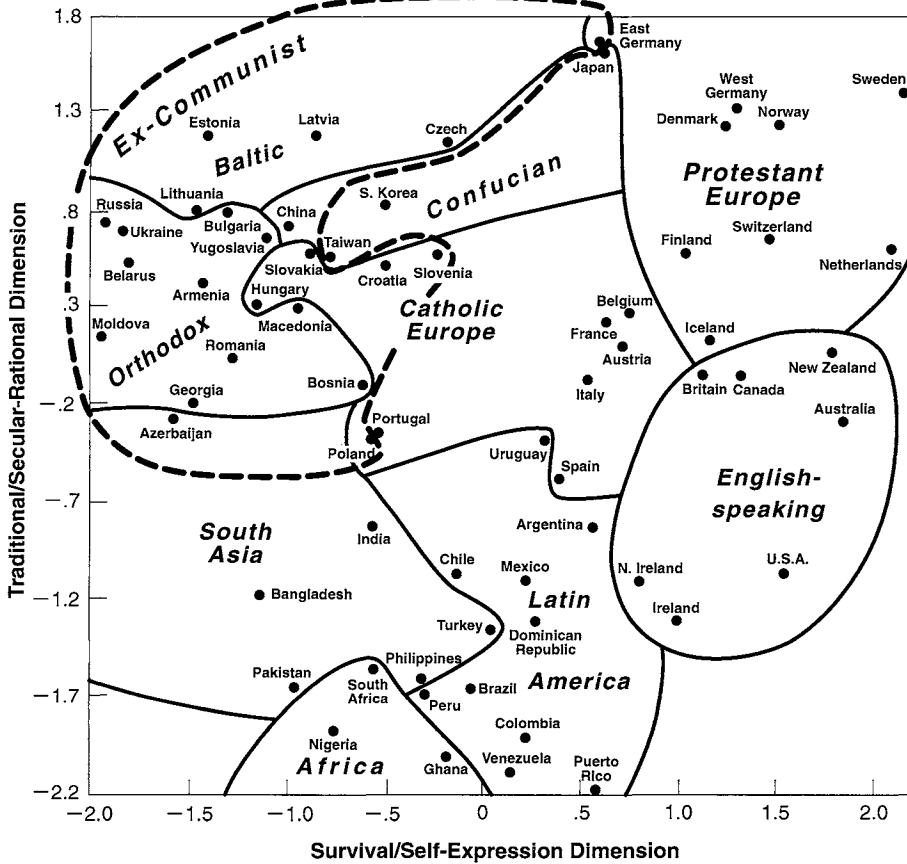 1.8
1.3
.8
.3
−.2
−.7
−1.2
−1.7
−2.2
Traditional/Secular-Rational Dimension
Ex-Communist
East
Germany
Japan
Sweden
West
Germany
Denmark
Norway
Estonia
Latvia
Czech
Baltic
Confucian
Protestant
Europe
S. Korea
Lithuania
Russia
Bulgaria
China
Ukraine
Yugoslavia
Taiwan
Switzerland
Finland
Netherlands
Belarus
Slovakia
Croatia
Slovenia
Armenia
Hungary
Macedonia
Catholic
Europe
Belgium
France
Austria
Iceland
Moldova
Orthodox
Romania
Bosnia
Italy
Britain
Canada
New Zealand
Georgia
Azerbaijan
Portugal
Poland
Australia
Uruguay
Spain
English-
speaking
South
Asia
India
Argentina
Chile
Mexico
N. Ireland
U.S.A.
Bangladesh
Latin
Ireland
Turkey
Dominican
Republic
Philippines
Pakistan
South
Africa
Peru
Brazil
America
Nigeria
Africa
Ghana
Colombia
Venezuela
Puerto
Rico
−2.0
−1.5
−1.0
−.5
0
.5
1.0
1.5
2.0
Survival/Self-Expression Dimension